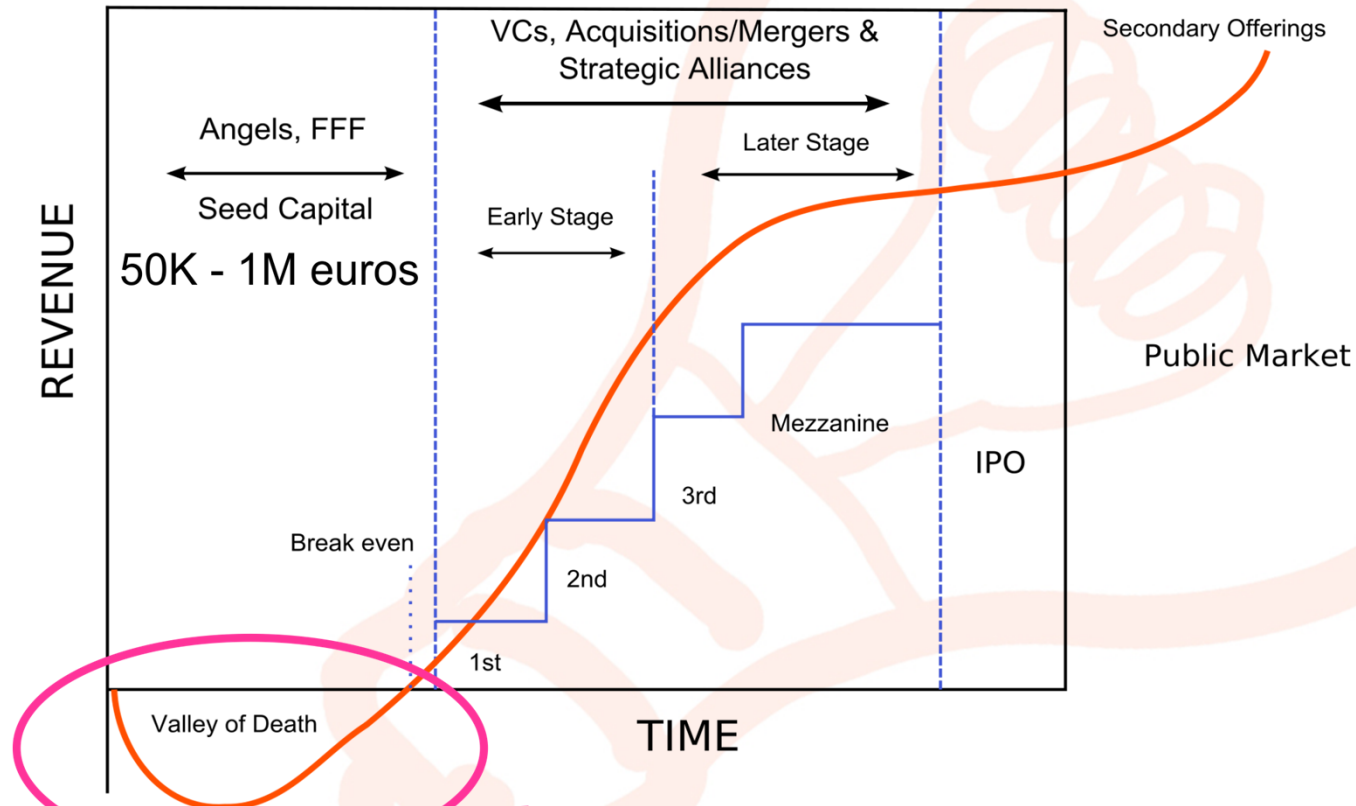 VCs, Acquisitions/Mergers &
Strategic Alliances
Secondary Offerings
Angels, FFF
Later Stage
Seed Capital
Early Stage
50K - 1M euros
REVENUE
Public Market
Mezzanine
IPO
3rd
Break even
2nd
1st
Valley of Death
TIME